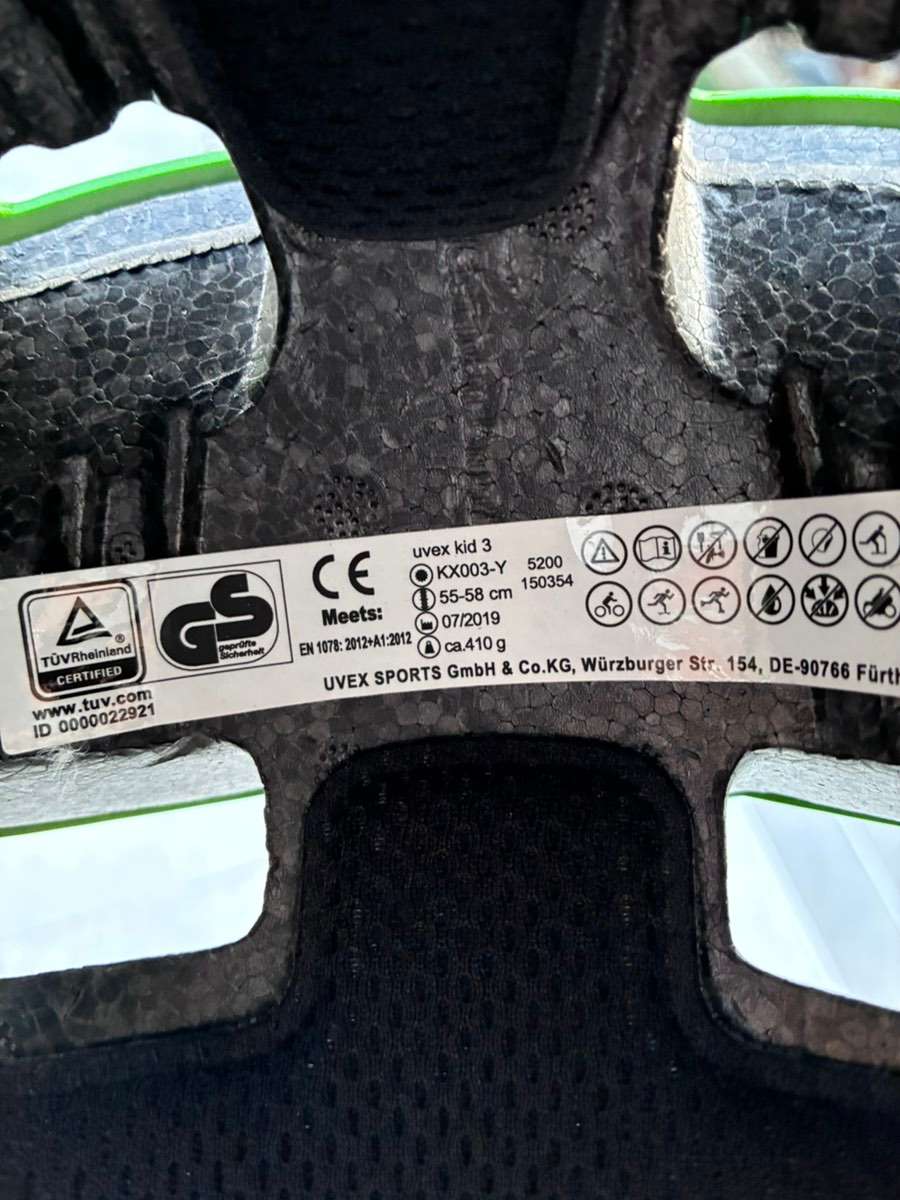 TÜVRheinland®
CERTIFIED
www.tuv.com
ID 0000022921
GS
geprüfte
Sicherheit
CE
Meets:
EN 1078: 2012+A1:2012
uvex kid 3
KX003-Y
55-58 cm
07/2019
ca.410 g
5200
150354
UVEX SPORTS GmbH & Co.KG, Würzburger Str. 154, DE-90766 Fürth